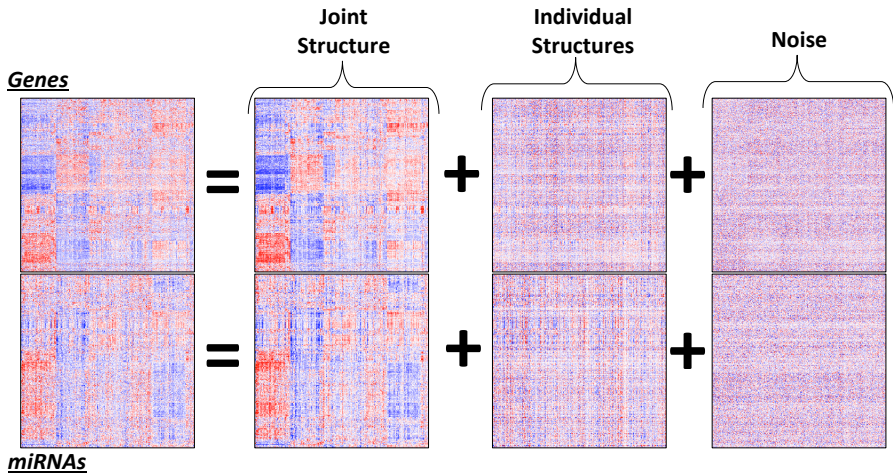 Joint
Structure
Individual
Structures
Noise
Genes
=
+
+
=
+
+
miRNAs